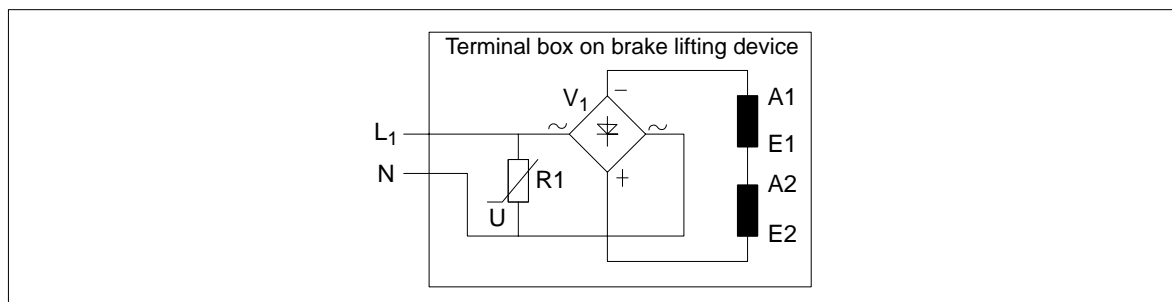 Terminal box on brake lifting device
V1
−
A1
L1
~
~
E1
N
R1
+
A2
U
E2